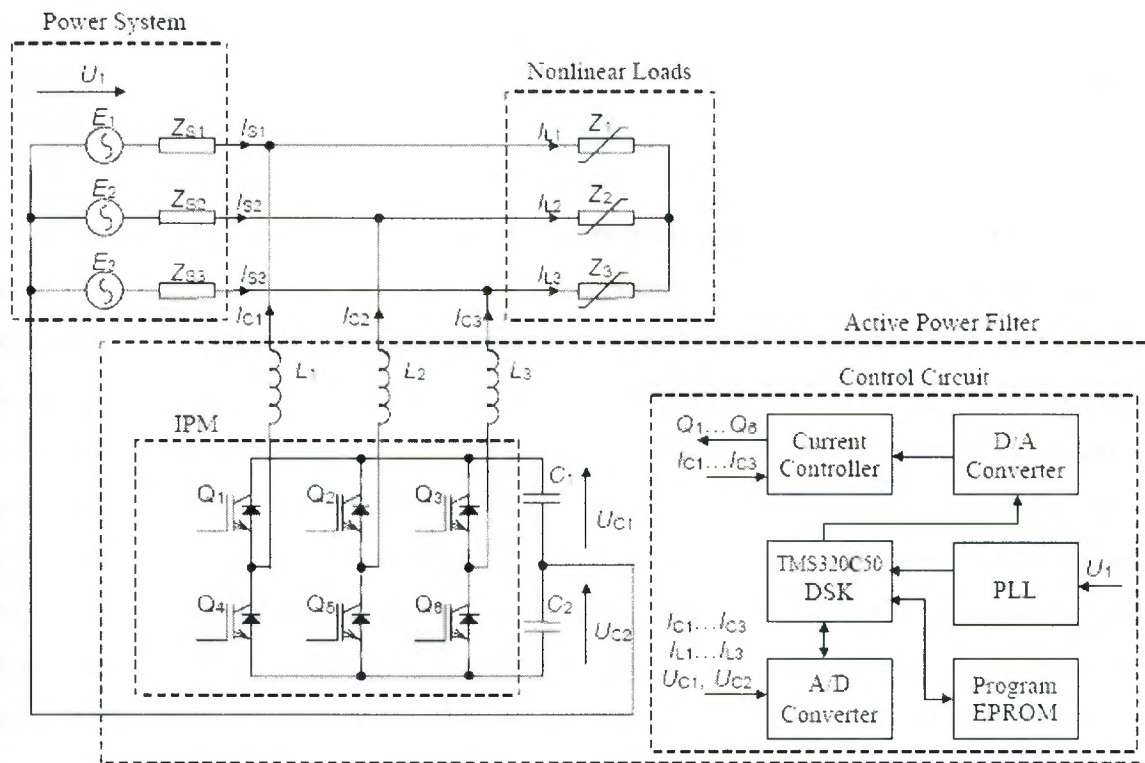 Power System
Nonlinear Loads
U1
E1 ZS1 IS1 IL1 Z1
E2 ZS2 IS2 IL2 Z2
E3 ZS3 IS3 IL3 Z3
IC1 IC2 IC3
Active Power Filter
L1 L2 L3
Control Circuit
IPM
Q1…Q6
IC1…IC3
Current
Controller
D/A
Converter
Q1 Q2 Q3 C1
UC1
TMS320C50
DSK
PLL
U1
Q4 Q5 Q6 C2
UC2
IC1…IC3
IL1…IL3
UC1, UC2
A/D
Converter
Program
EPROM